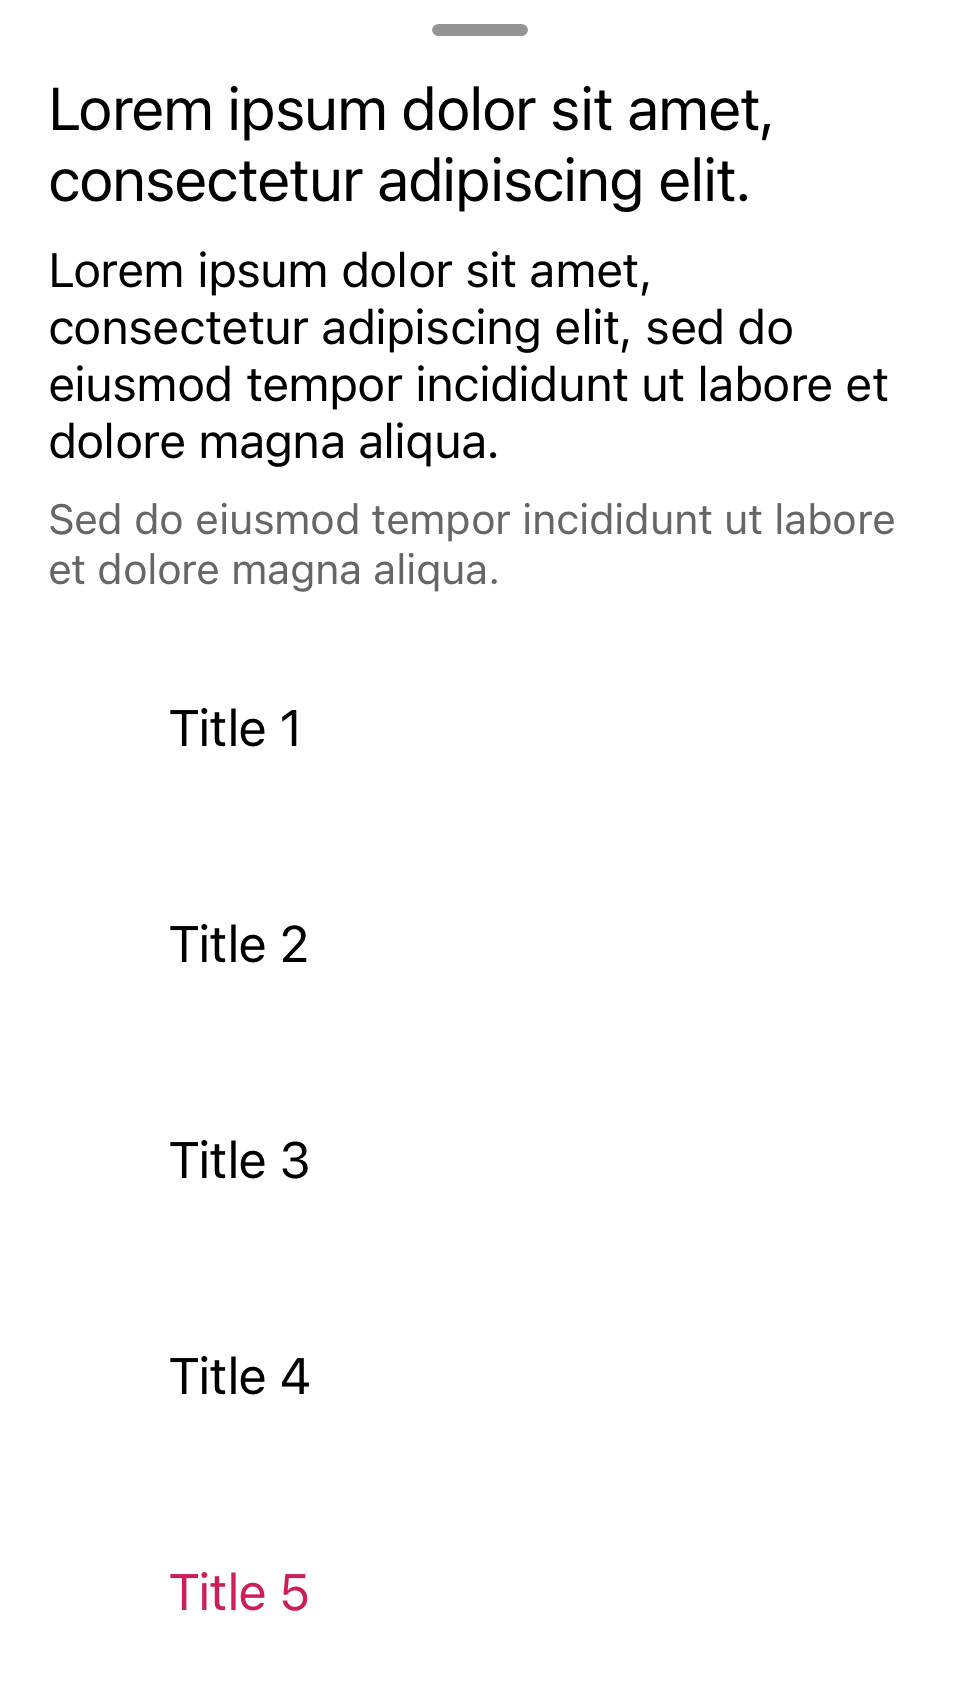 Lorem ipsum dolor sit amet,
consectetur adipiscing elit.
Lorem ipsum dolor sit amet,
consectetur adipiscing elit, sed do
eiusmod tempor incididunt ut labore et
dolore magna aliqua.
Sed do eiusmod tempor incididunt ut labore
et dolore magna aliqua.
Title 1
Title 2
Title 3
Title 4
Title 5